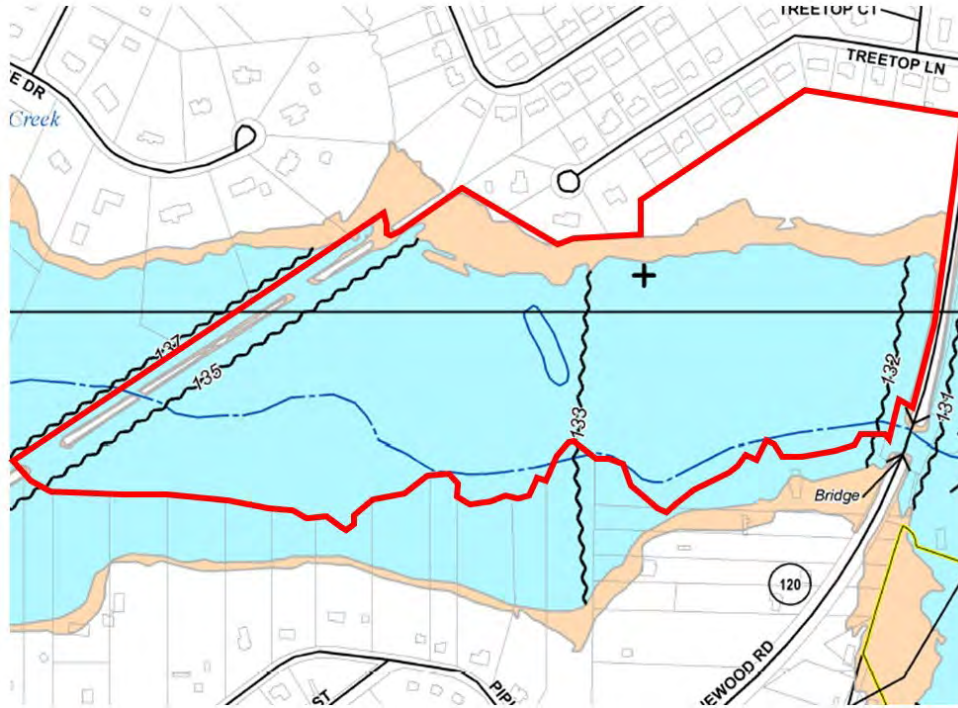 TREETOP CT
TREETOP LN
E DR
Creek
137
135
133
132
131
Bridge
120
EWOOD RD
ST
PIP